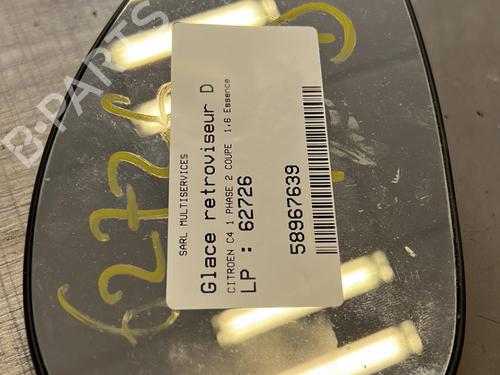 SARL MULTISERVICES
Glace retroviseur D
CITROEN C4 1 PHASE 2 COUPE 1.6 Essence
LP : 62726
58967639
B-PARTS